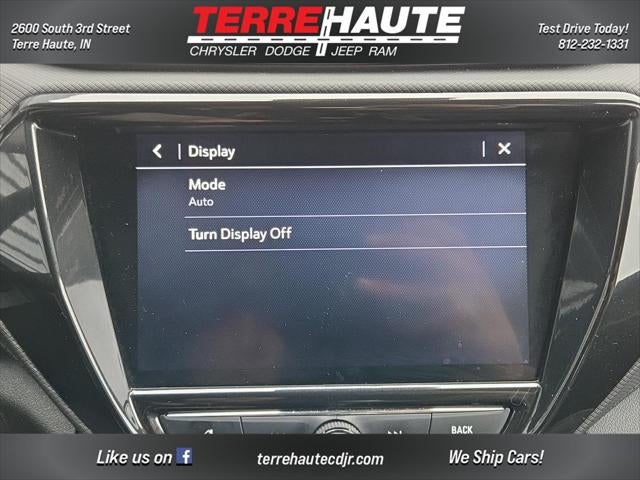 2600 South 3rd Street
Terre Haute, IN
TERRE HAUTE
CHRYSLER DODGE JEEP RAM
Test Drive Today!
812-232-1331
Display
Mode
Auto
Turn Display Off
BACK
Like us on f
terrehautecdjr.com
We Ship Cars!